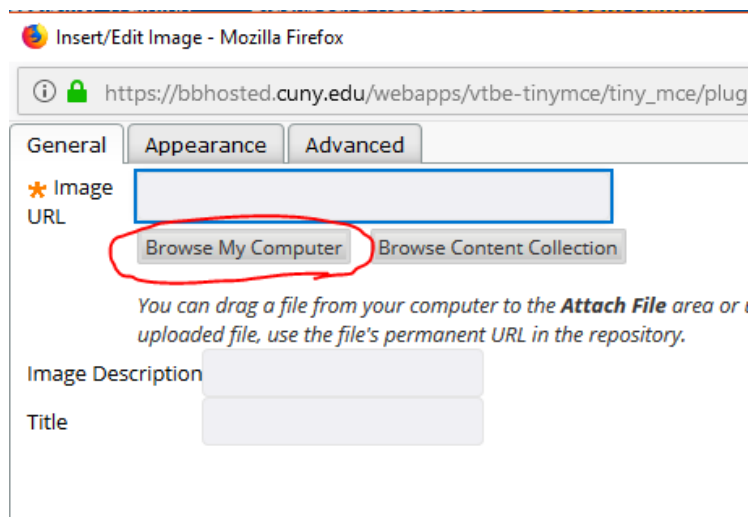 Insert/Edit Image - Mozilla Firefox
https://bbhosted.cuny.edu/webapps/vtbe-tinymce/tiny_mce/plug
General Appearance Advanced
* Image
URL
Browse My Computer Browse Content Collection
You can drag a file from your computer to the Attach File area or u
uploaded file, use the file's permanent URL in the repository.
Image Description
Title